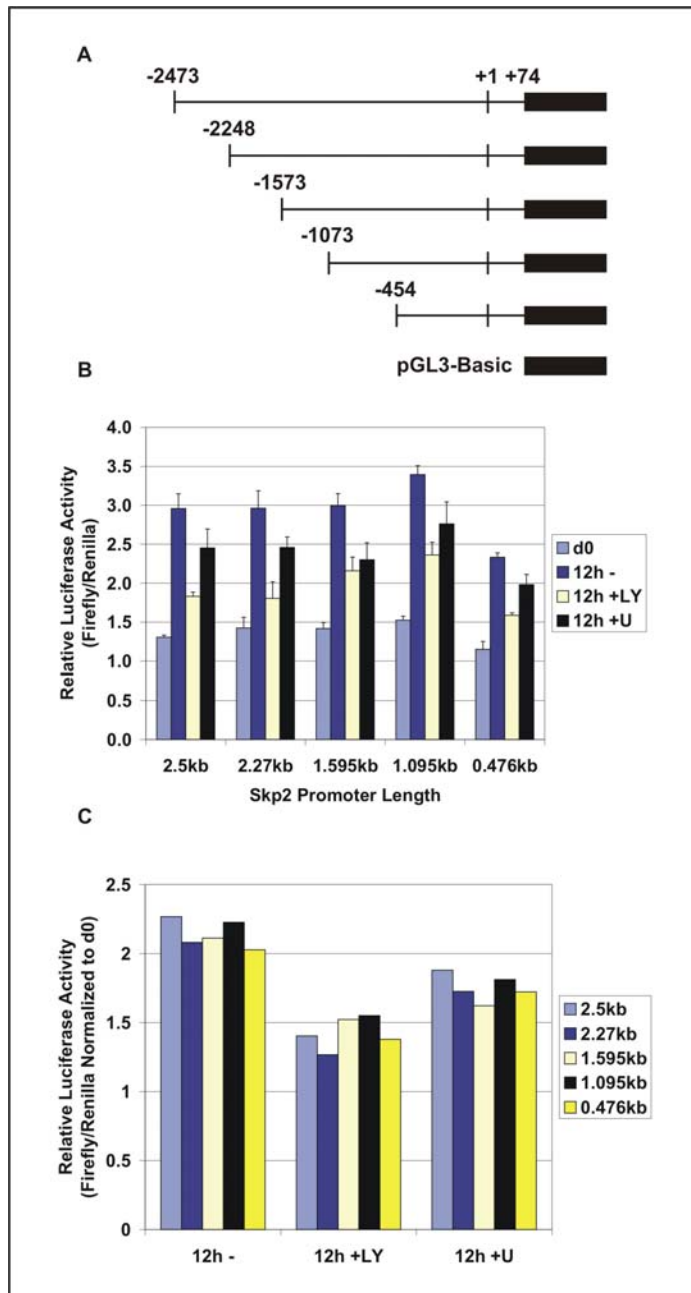 A
-2473
+1 +74
-2248
-1573
-1073
-454
pGL3-Basic
B
Relative Luciferase Activity
(Firefly/Renilla)
4.0
3.5
3.0
2.5
2.0
1.5
1.0
0.5
0.0
2.5kb 2.27kb 1.595kb 1.095kb 0.476kb
Skp2 Promoter Length
d0
12h -
12h +LY
12h +U
C
Relative Luciferase Activity
(Firefly/Renilla Normalized to d0)
2.5
2
1.5
1
0.5
0
12h - 12h +LY 12h +U
2.5kb
2.27kb
1.595kb
1.095kb
0.476kb